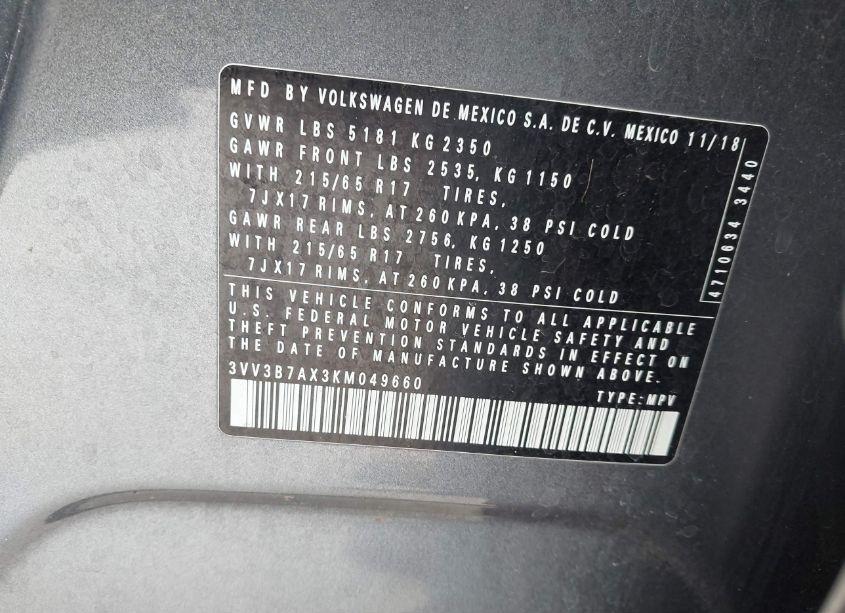 MFD BY VOLKSWAGEN DE MEXICO S.A. DE C.V. MEXICO 11/18
GVWR LBS 5181 KG 2350
GAWR FRONT LBS 2535, KG 1150
WITH 215/65 R17 TIRES,
7JX17 RIMS, AT 260 KPA, 38 PSI COLD
GAWR REAR LBS 2756, KG 1250
WITH 215/65 R17 TIRES,
7JX17 RIMS, AT 260 KPA, 38 PSI COLD
4710634 3440
THIS VEHICLE CONFORMS TO ALL APPLICABLE
U.S. FEDERAL MOTOR VEHICLE SAFETY AND
THEFT PREVENTION STANDARDS IN EFFECT ON
THE DATE OF MANUFACTURE SHOWN ABOVE.
3VV3B7AX3KM049660
TYPE:MPV